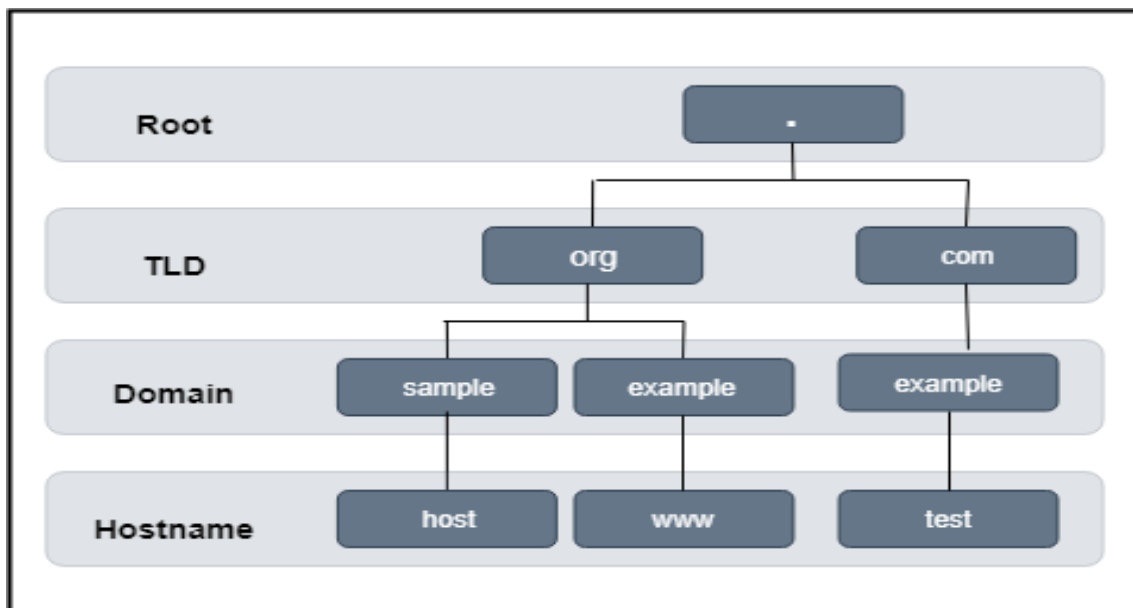 Root
.
TLD
org
com
Domain
sample
example
example
Hostname
host
www
test